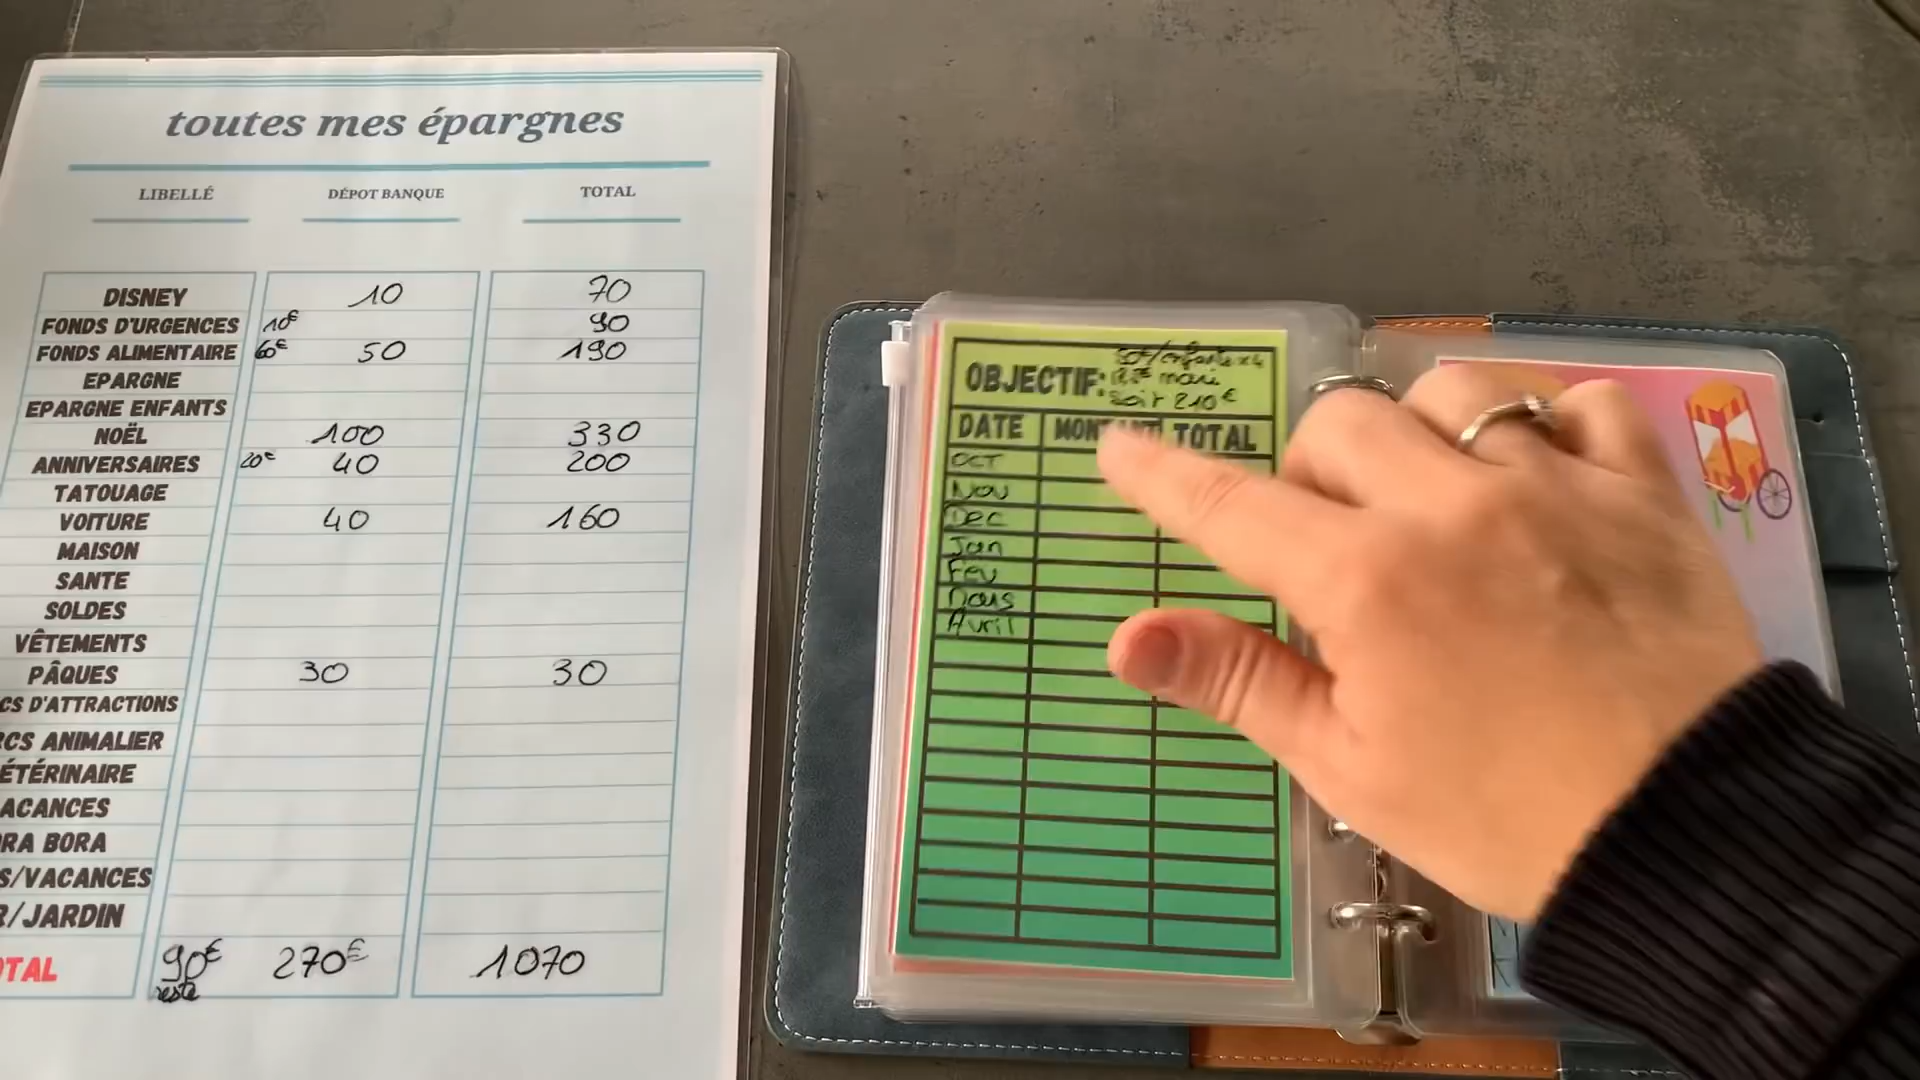 toutes mes épargnes
LIBELLÉ DÉPOT BANQUE TOTAL
DISNEY 10 70
FONDS D'URGENCES 10€ 90
FONDS ALIMENTAIRE 60€ 50 190
EPARGNE
EPARGNE ENFANTS
NOËL 100 330
ANNIVERSAIRES 20€ 40 200
TATOUAGE
VOITURE 40 160
MAISON
SANTE
SOLDES
VÊTEMENTS
PÂQUES 30 30
CS D'ATTRACTIONS
RCS ANIMALIER
ÉTÉRINAIRE
ACANCES
RA BORA
S/VACANCES
R/JARDIN
OTAL 90€ 270€ 1070
reste
OBJECTIF:
mari
soit 210€
DATE MONTANT TOTAL
OCT
Nov
Dec
Jan
Fev
Mars
Avril